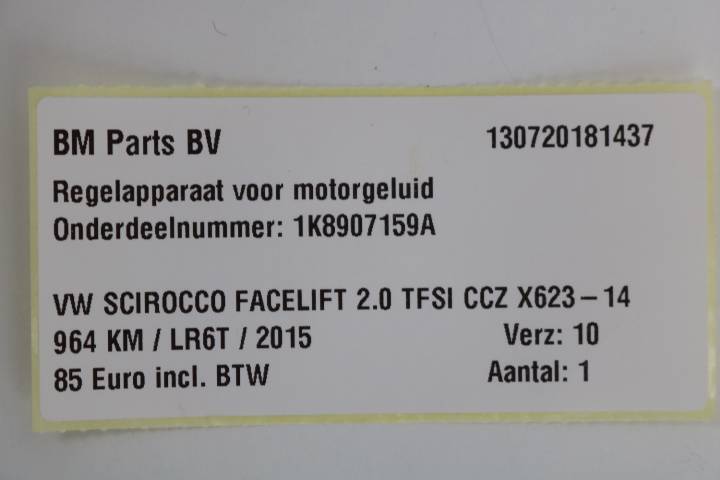 BM Parts BV 130720181437
Regelapparaat voor motorgeluid
Onderdeelnummer: 1K8907159A
VW SCIROCCO FACELIFT 2.0 TFSI CCZ X623-14
964 KM / LR6T / 2015 Verz: 10
85 Euro incl. BTW Aantal: 1